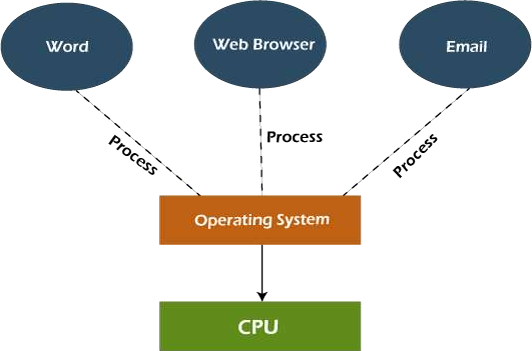 Word
Web Browser
Email
Process
Process
Process
Operating System
CPU